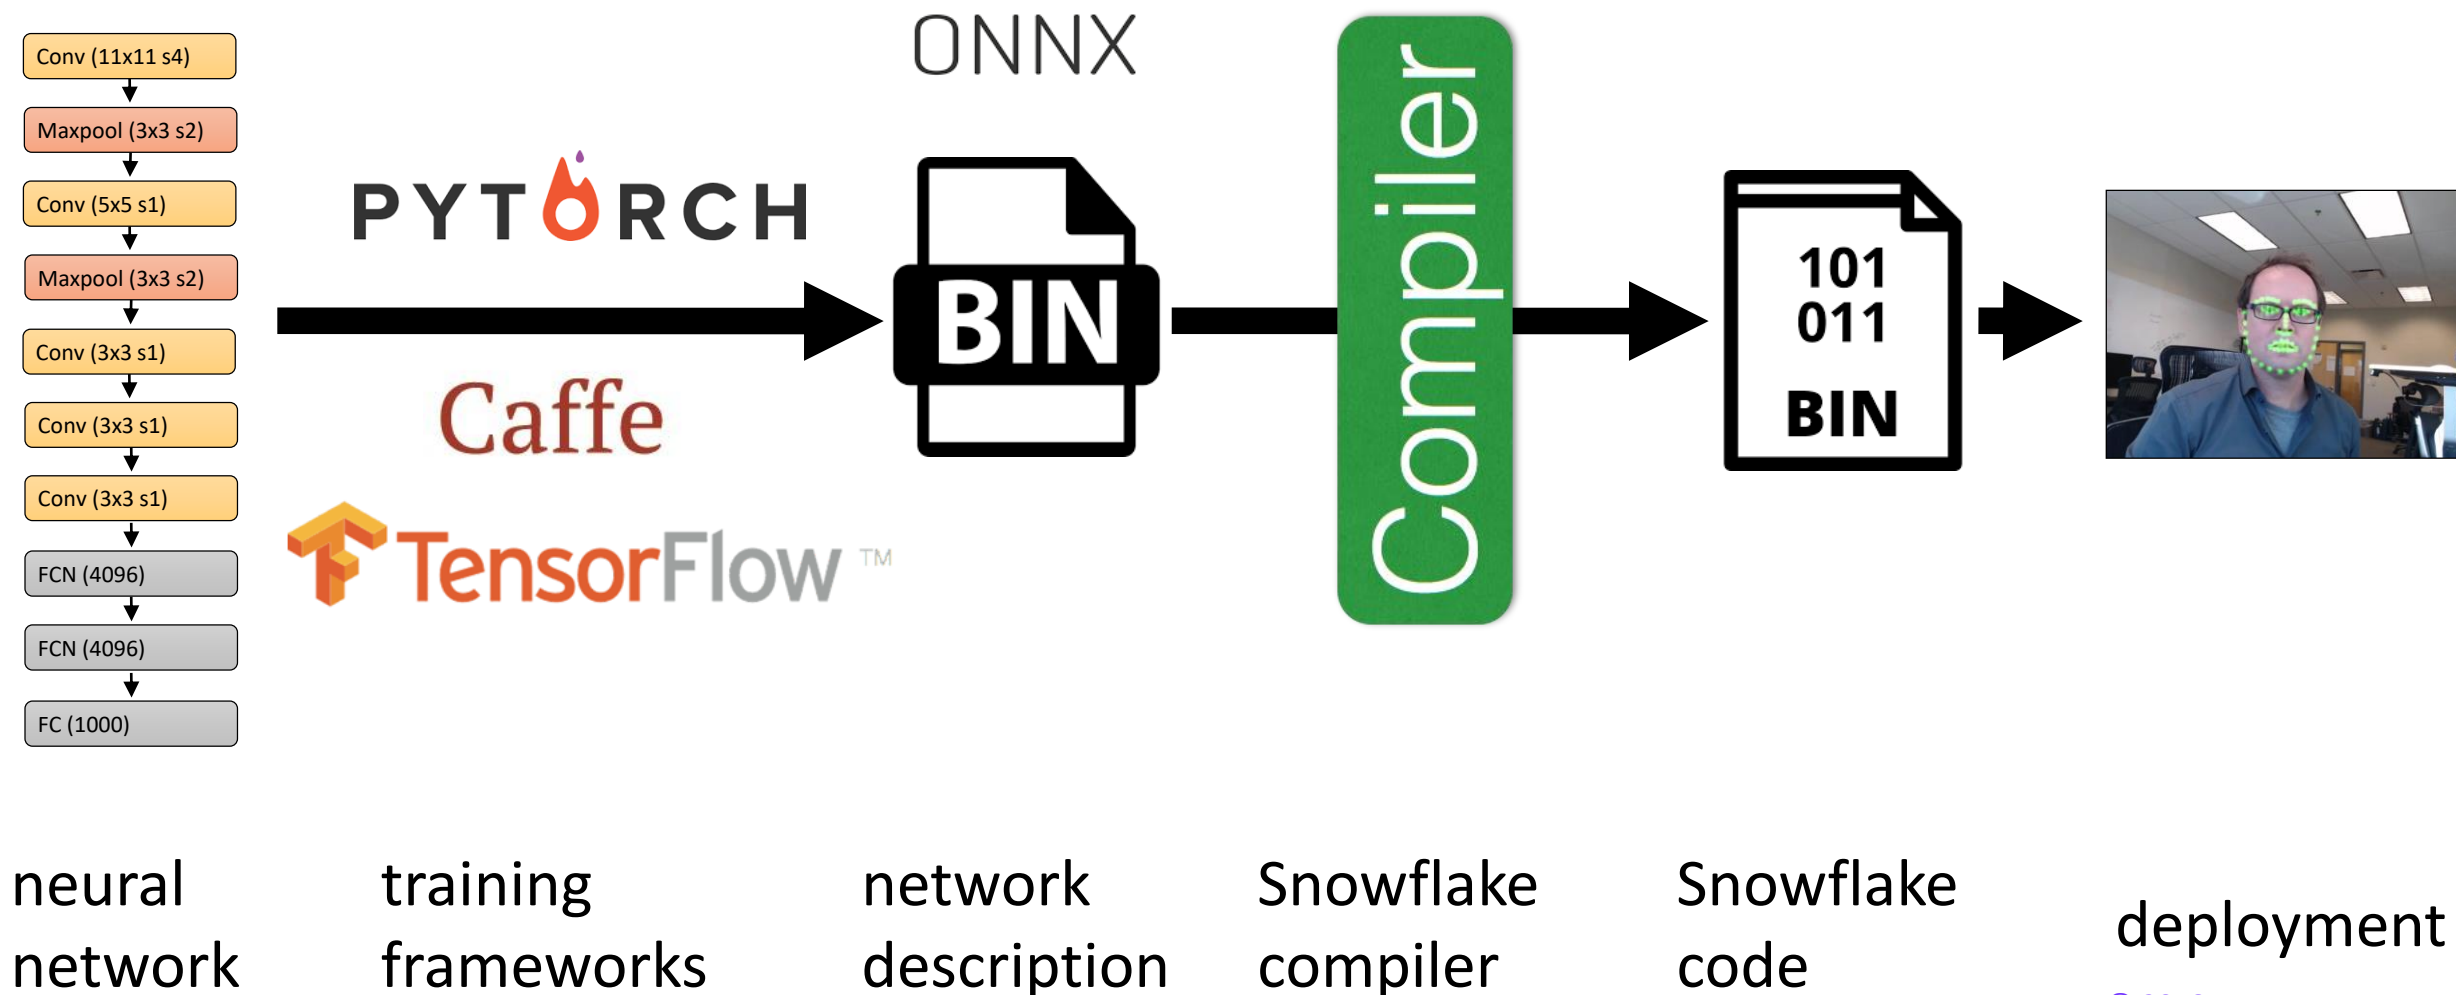 Conv (11x11 s4)
Maxpool (3x3 s2)
Conv (5x5 s1)
Maxpool (3x3 s2)
Conv (3x3 s1)
Conv (3x3 s1)
Conv (3x3 s1)
FCN (4096)
FCN (4096)
FC (1000)
PYTORCH
Caffe
TensorFlow ™
ONNX
BIN
Compiler
101
011
BIN
neural
network
training
frameworks
network
description
Snowflake
compiler
Snowflake
code
deployment